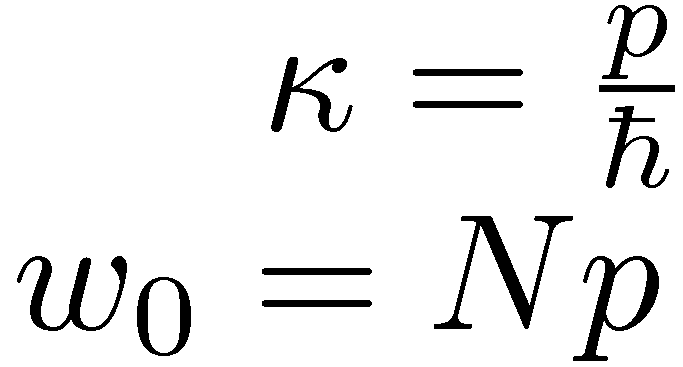 κ = p/ħ
w₀ = Np